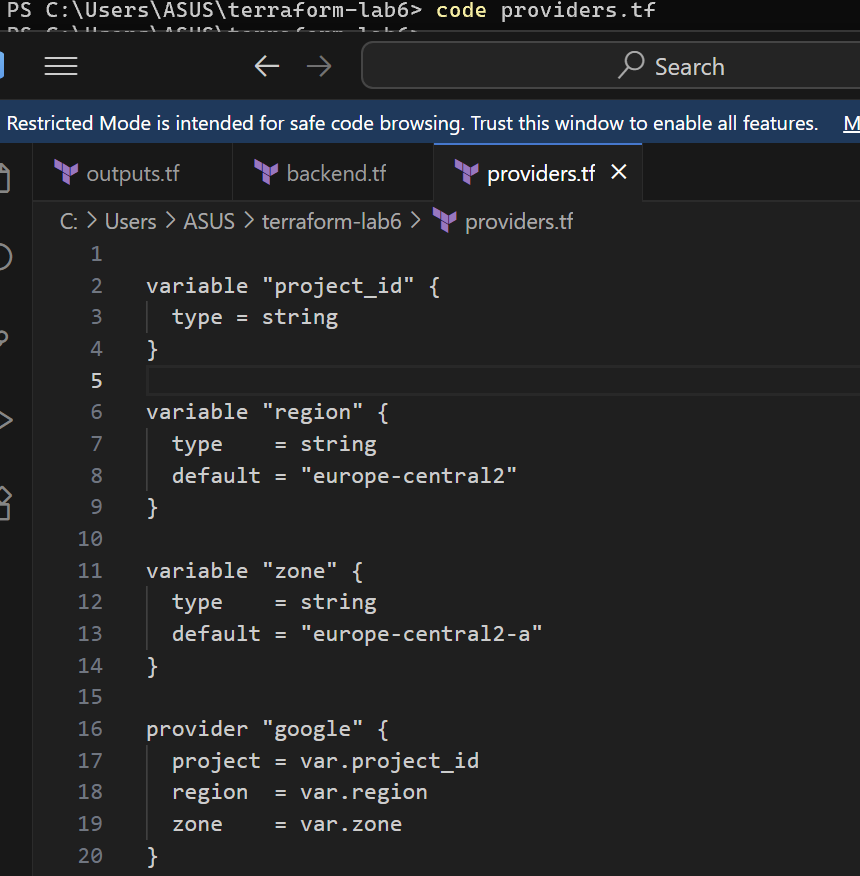 PS C:\Users\ASUS\terraform-lab6> code providers.tf
Search
Restricted Mode is intended for safe code browsing. Trust this window to enable all features.
outputs.tf backend.tf providers.tf
C: > Users > ASUS > terraform-lab6 > providers.tf
1
2 variable "project_id" {
3   type = string
4 }
5
6 variable "region" {
7   type    = string
8   default = "europe-central2"
9 }
10
11 variable "zone" {
12   type    = string
13   default = "europe-central2-a"
14 }
15
16 provider "google" {
17   project = var.project_id
18   region  = var.region
19   zone    = var.zone
20 }